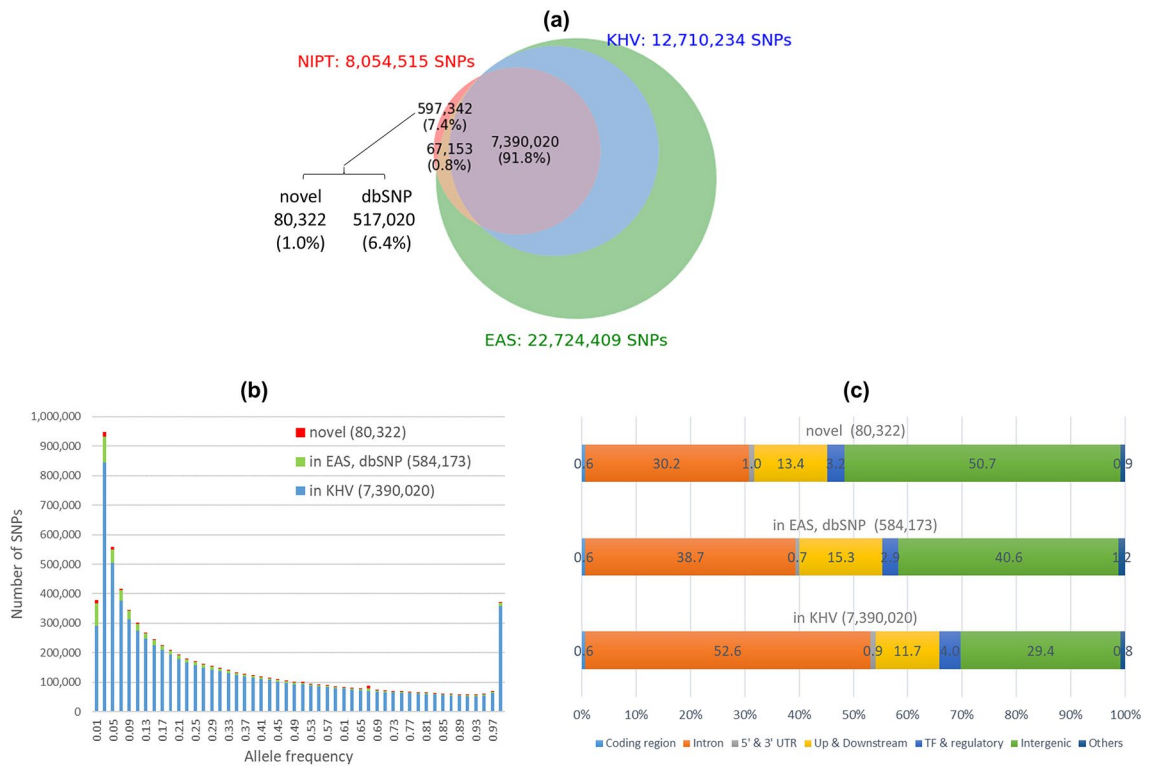 (a)
KHV: 12,710,234 SNPs
NIPT: 8,054,515 SNPs
597,342
(7.4%)
7,390,020
(91.8%)
67,153
(0.8%)
novel
80,322
(1.0%)
dbSNP
517,020
(6.4%)
EAS: 22,724,409 SNPs
(b)
Number of SNPs
1,000,000
900,000
800,000
700,000
600,000
500,000
400,000
300,000
200,000
100,000
0
novel (80,322)
in EAS, dbSNP (584,173)
in KHV (7,390,020)
0.01 0.05 0.09 0.13 0.17 0.21 0.25 0.29 0.33 0.37 0.41 0.45 0.49 0.53 0.57 0.61 0.65 0.69 0.73 0.77 0.81 0.85 0.89 0.93 0.97
Allele frequency
(c)
novel (80,322)
0.6 30.2 1.0 13.4 3.2 50.7 0.9
in EAS, dbSNP (584,173)
0.6 38.7 0.7 15.3 2.9 40.6 1.2
in KHV (7,390,020)
0.6 52.6 0.9 11.7 4.0 29.4 0.8
0% 10% 20% 30% 40% 50% 60% 70% 80% 90% 100%
Coding region Intron 5' & 3' UTR Up & Downstream TF & regulatory Intergenic Others